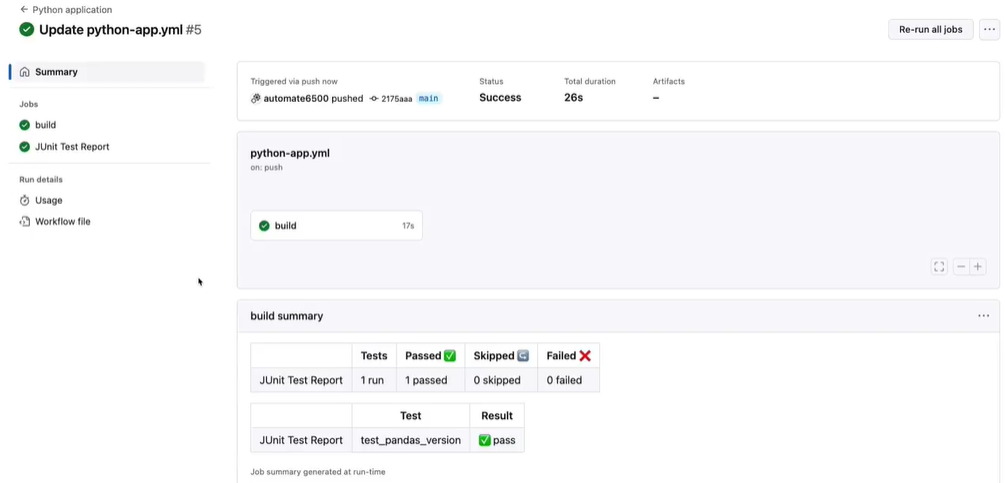 Python application
Update python-app.yml #5
Re-run all jobs
Summary
Jobs
build
JUnit Test Report
Run details
Usage
Workflow file
Triggered via push now
automate6500 pushed 2175aaa main
Status
Success
Total duration
26s
Artifacts
–
python-app.yml
on: push
build 17s
build summary
Tests Passed ✅ Skipped ↪️ Failed ❌
JUnit Test Report 1 run 1 passed 0 skipped 0 failed
Test Result
JUnit Test Report test_pandas_version ✅ pass
Job summary generated at run-time